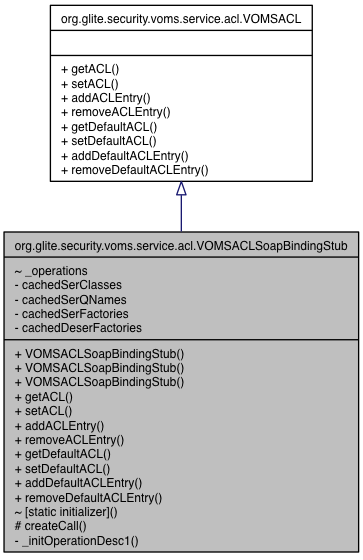 org.glite.security.voms.service.acl.VOMSACL
+ getACL()
+ setACL()
+ addACLEntry()
+ removeACLEntry()
+ getDefaultACL()
+ setDefaultACL()
+ addDefaultACLEntry()
+ removeDefaultACLEntry()
org.glite.security.voms.service.acl.VOMSACLSoapBindingStub
~ _operations
- cachedSerClasses
- cachedSerQNames
- cachedSerFactories
- cachedDeserFactories
+ VOMSACLSoapBindingStub()
+ VOMSACLSoapBindingStub()
+ VOMSACLSoapBindingStub()
+ getACL()
+ setACL()
+ addACLEntry()
+ removeACLEntry()
+ getDefaultACL()
+ setDefaultACL()
+ addDefaultACLEntry()
+ removeDefaultACLEntry()
~ [static initializer]()
# createCall()
- _initOperationDesc1()